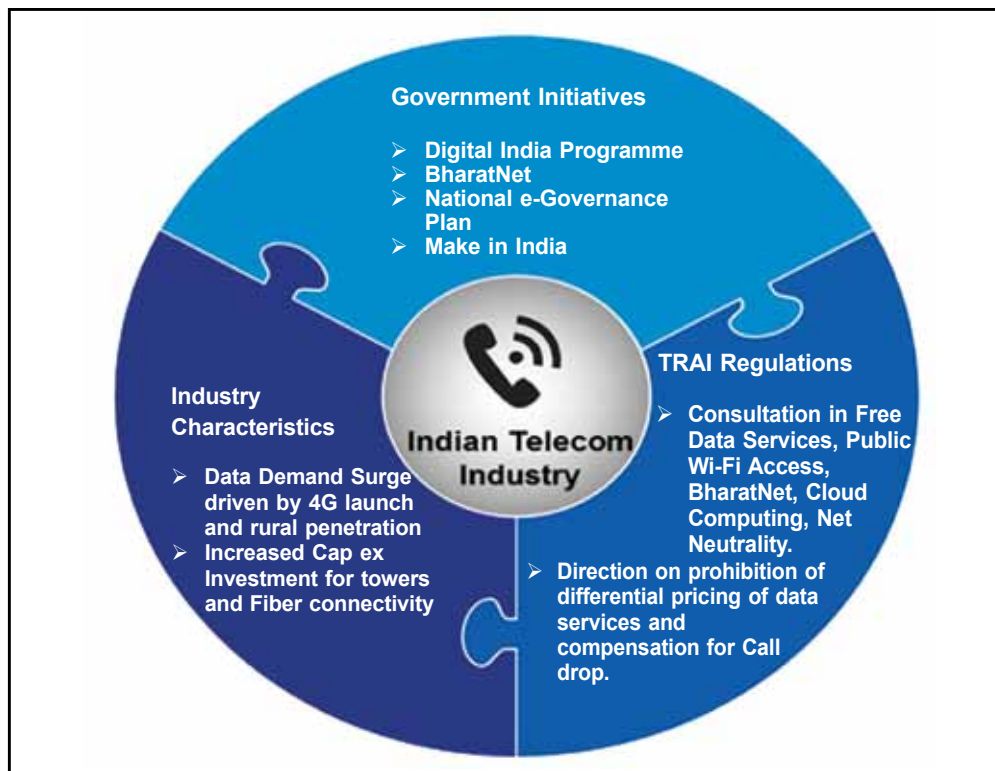 Government Initiatives
➢ Digital India Programme
➢ BharatNet
➢ National e-Governance
Plan
➢ Make in India
TRAI Regulations
➢ Consultation in Free
Data Services, Public
Wi-Fi Access,
BharatNet, Cloud
Computing, Net
Neutrality.
➢ Direction on prohibition of
differential pricing of data
services and
compensation for Call
drop.
Industry
Characteristics
➢ Data Demand Surge
driven by 4G launch
and rural penetration
➢ Increased Cap ex
Investment for towers
and Fiber connectivity
Indian Telecom
Industry